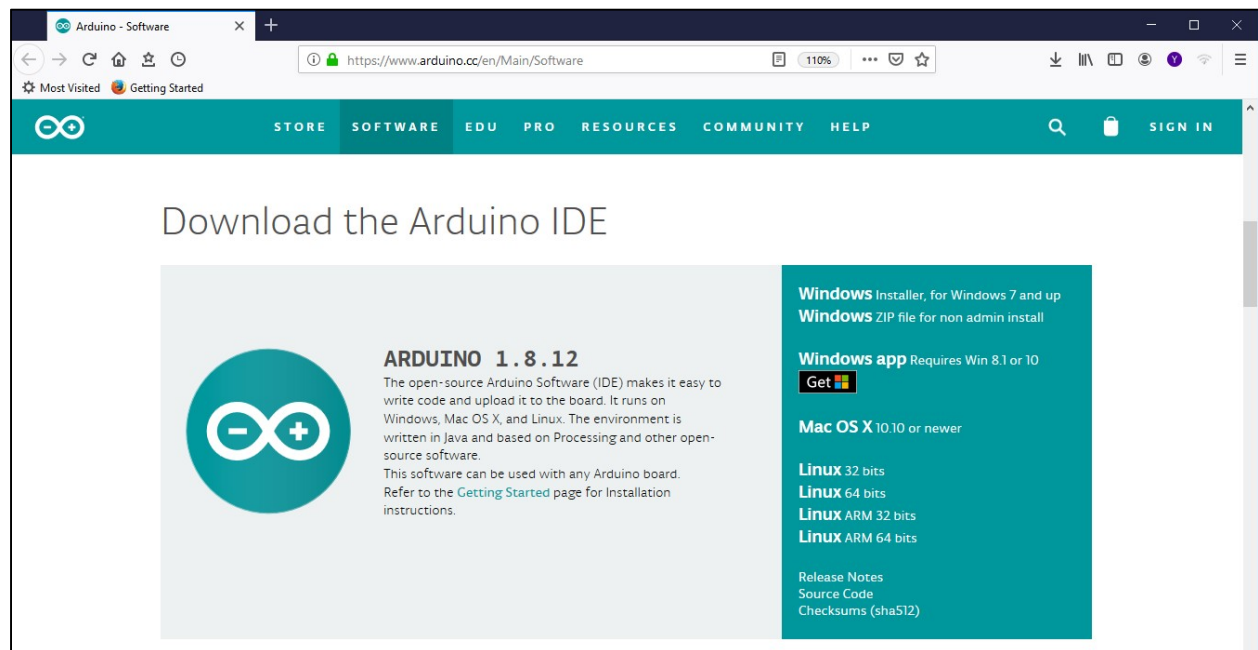 Arduino - Software
https://www.arduino.cc/en/Main/Software
110%
Most Visited Getting Started
STORE SOFTWARE EDU PRO RESOURCES COMMUNITY HELP SIGN IN
Download the Arduino IDE
ARDUINO 1.8.12
The open-source Arduino Software (IDE) makes it easy to
write code and upload it to the board. It runs on
Windows, Mac OS X, and Linux. The environment is
written in Java and based on Processing and other open-
source software.
This software can be used with any Arduino board.
Refer to the Getting Started page for Installation
instructions.
Windows Installer, for Windows 7 and up
Windows ZIP file for non admin install
Windows app Requires Win 8.1 or 10
Get
Mac OS X 10.10 or newer
Linux 32 bits
Linux 64 bits
Linux ARM 32 bits
Linux ARM 64 bits
Release Notes
Source Code
Checksums (sha512)